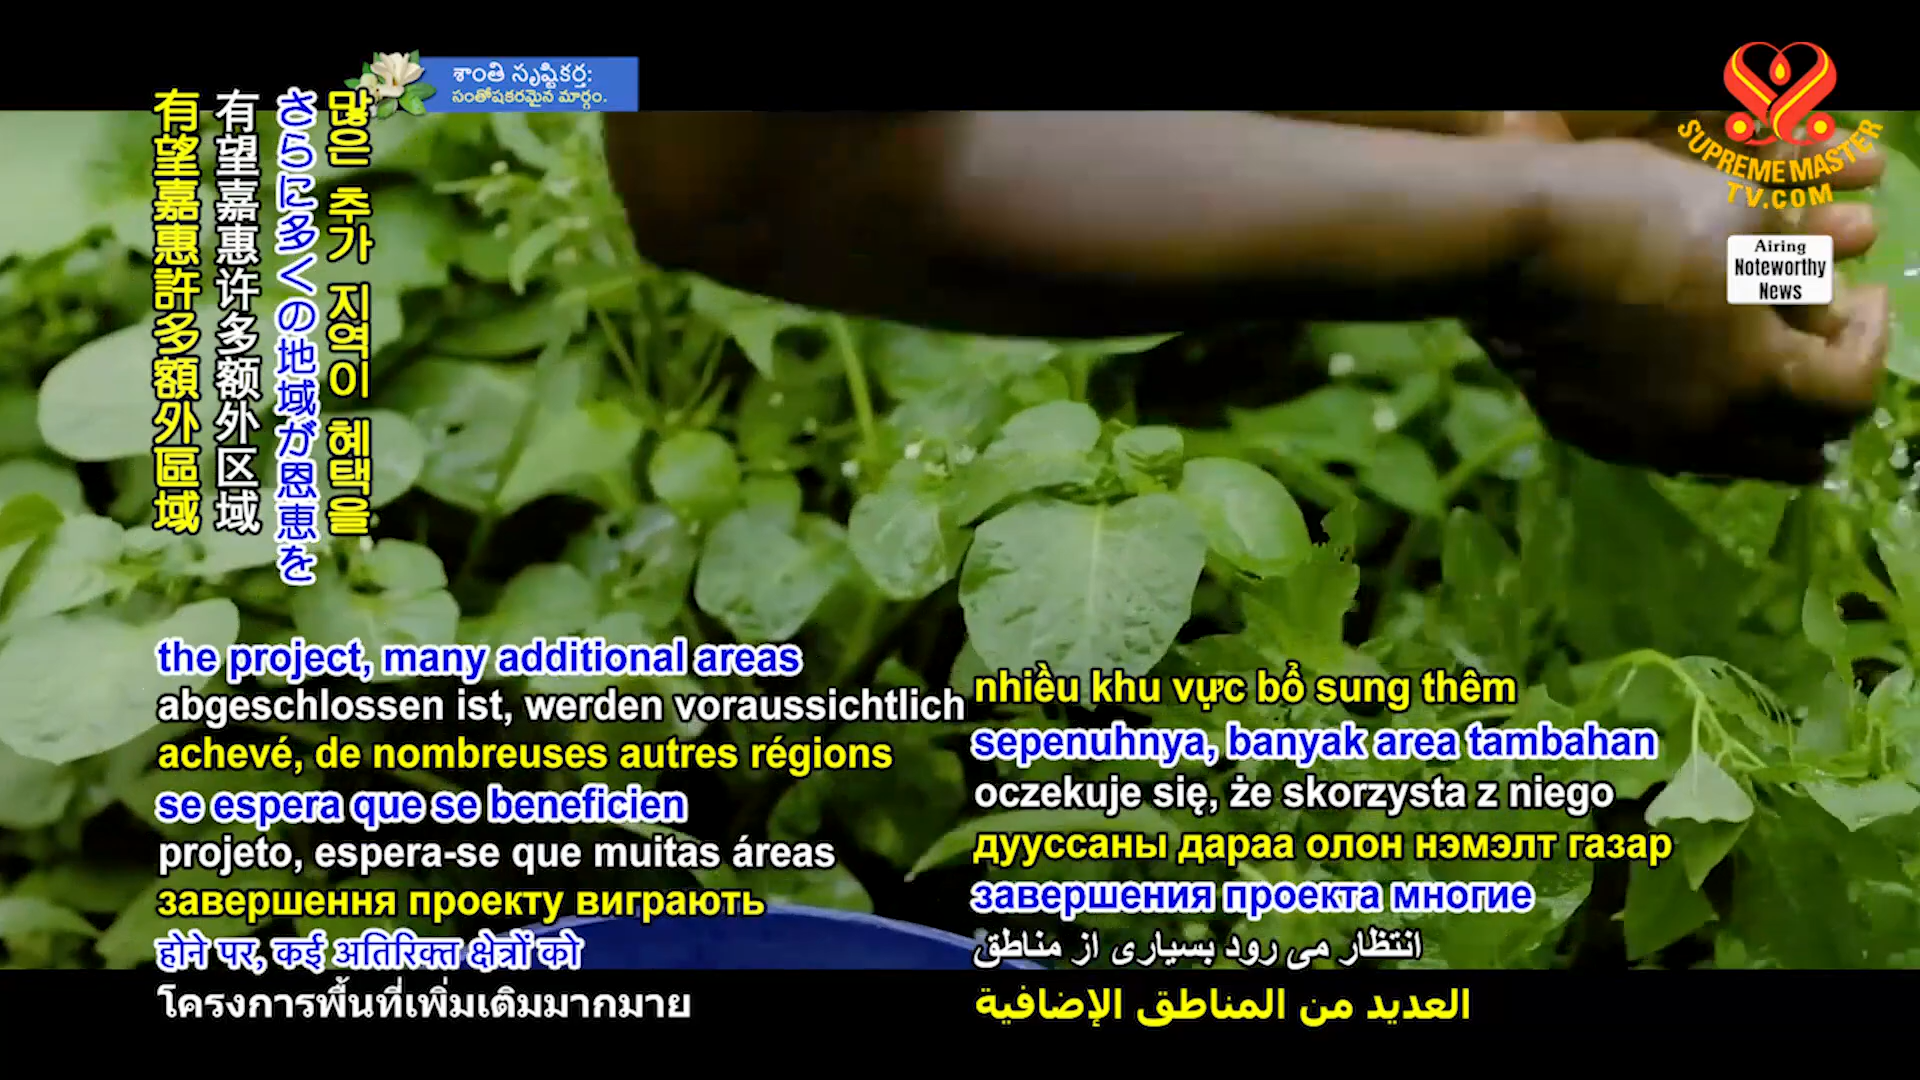 శాంతి సృష్టికర్త:
సంతోషకరమైన మార్గం.
SUPREME MASTER
TV.COM
Airing
Noteworthy
News
많은 추가 지역이 혜택을
さらに多くの地域が恩恵を
有望嘉惠许多额外区域
有望嘉惠許多額外區域
the project, many additional areas
abgeschlossen ist, werden voraussichtlich
achevé, de nombreuses autres régions
se espera que se beneficien
projeto, espera-se que muitas áreas
завершення проекту виграють
होने पर, कई अतिरिक्त क्षेत्रों को
โครงการพื้นที่เพิ่มเติมมากมาย
nhiều khu vực bổ sung thêm
sepenuhnya, banyak area tambahan
oczekuje się, że skorzysta z niego
дууссаны дараа олон нэмэлт газар
завершения проекта многие
انتظار می رود بسیاری از مناطق
العديد من المناطق الإضافية